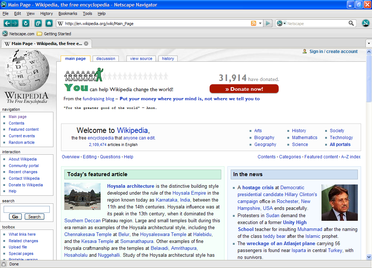 Main Page - Wikipedia, the free encyclopedia - Netscape Navigator
File Edit View History Bookmarks Tools Help
http://en.wikipedia.org/wiki/Main_Page
Netscape
Netscape.com Getting Started
Main Page - Wikipedia, the free e...
Sign in / create account
main page discussion view source history
31,914 have donated.
You can help Wikipedia change the world!
» Donate now!
From the fundraising blog » Put your money where your mind is, not where we tell you to
WIKIPEDIA
The Free Encyclopedia
navigation
Main page
Contents
Featured content
Current events
Random article
interaction
About Wikipedia
Community portal
Recent changes
Contact Wikipedia
Donate to Wikipedia
Help
search
Go Search
toolbox
What links here
Related changes
Upload file
Special pages
Welcome to Wikipedia,
the free encyclopedia that anyone can edit.
2,109,474 articles in English
Arts
Biography
Geography
History
Mathematics
Science
Society
Technology
All portals
Overview · Editing · Questions · Help
Contents · Categories · Featured content · A–Z index
Today's featured article
Hoysala architecture is the distinctive building style
developed under the rule of the Hoysala Empire in the
region known today as Karnataka, India, between the
11th and the 14th centuries. Hoysala influence was at
its peak in the 13th century, when it dominated the
Southern Deccan Plateau region. Large and small temples built during this
era remain as examples of the Hoysala architectural style, including the
Chennakesava Temple at Belur, the Hoysaleswara Temple at Halebidu,
and the Kesava Temple at Somanathapura. Other examples of fine
Hoysala craftmanship are the temples at Belavadi, Amrithapura,
Hosaholalu and Nuggehalli. Study of the Hoysala architectural style has
In the news
A hostage crisis at Democratic
presidential candidate Hillary Clinton's
campaign office in Rochester, New
Hampshire, USA ends peacefully.
Protesters in Sudan demand the
execution of a former Unity High
School teacher for insulting Muhammad after the naming of
the class teddy bear after the Islamic prophet.
The wreckage of an Atlasjet plane carrying 56
passengers is found near Isparta in central Turkey, with
no survivors.
Done